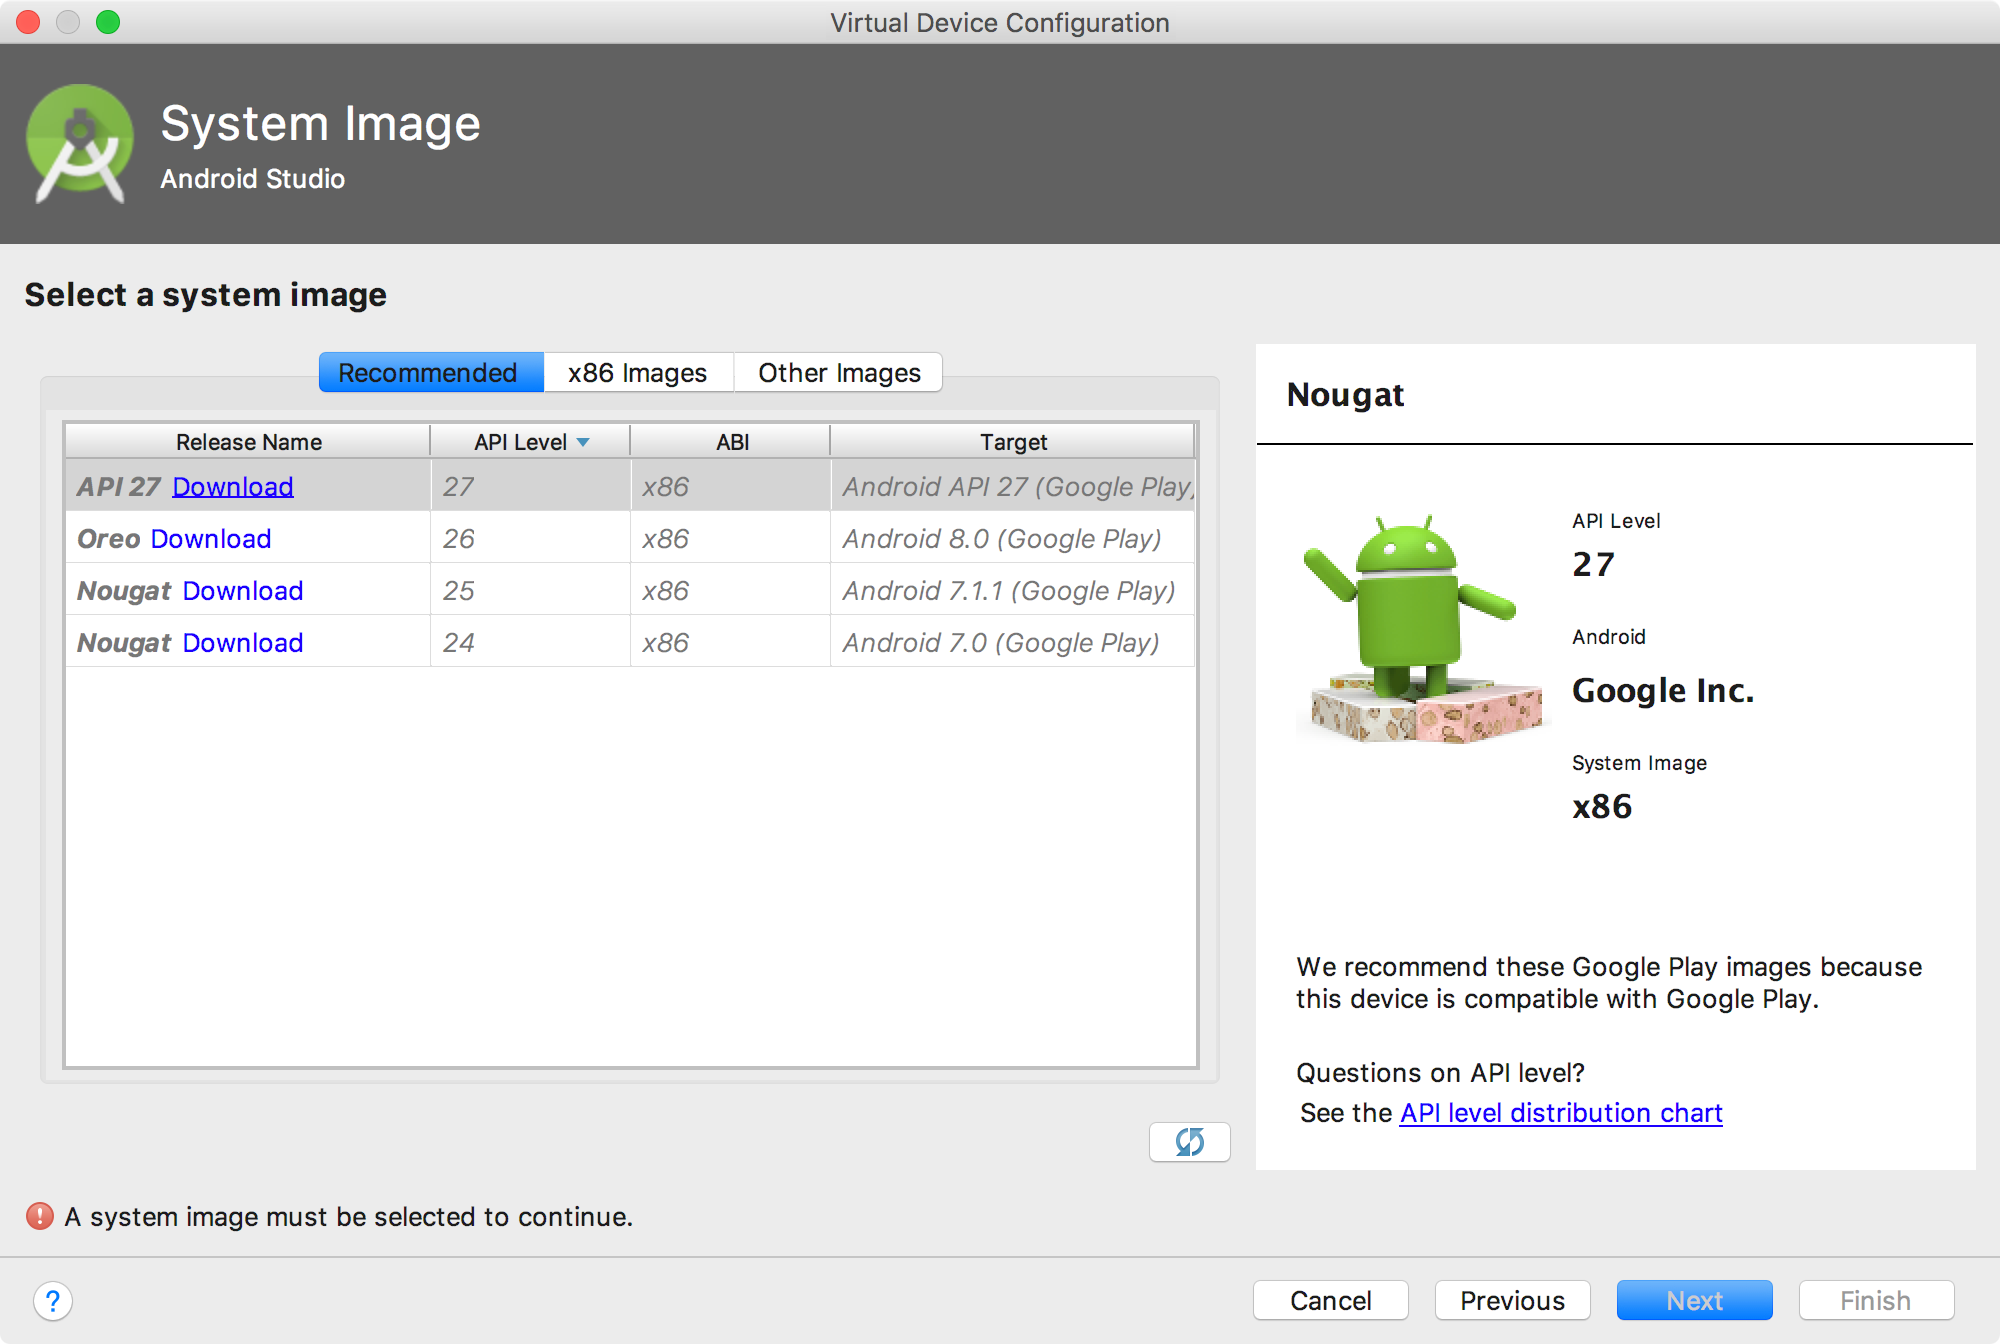 Virtual Device Configuration
System Image
Android Studio
Select a system image
Recommended x86 Images Other Images
Release Name API Level ABI Target
API 27 Download 27 x86 Android API 27 (Google Play)
Oreo Download 26 x86 Android 8.0 (Google Play)
Nougat Download 25 x86 Android 7.1.1 (Google Play)
Nougat Download 24 x86 Android 7.0 (Google Play)
Nougat
API Level
27
Android
Google Inc.
System Image
x86
We recommend these Google Play images because
this device is compatible with Google Play.
Questions on API level?
See the API level distribution chart
! A system image must be selected to continue.
? Cancel Previous Next Finish